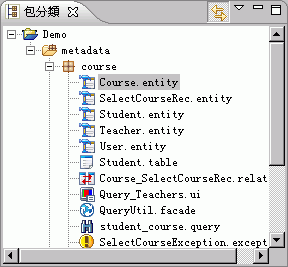 包分類
Demo
metadata
course
Course.entity
SelectCourseRec.entity
Student.entity
Teacher.entity
User.entity
Student.table
Course_SelectCourseRec.relat
Query_Teachers.ui
QueryUtil.facade
student_course.query
SelectCourseException.except